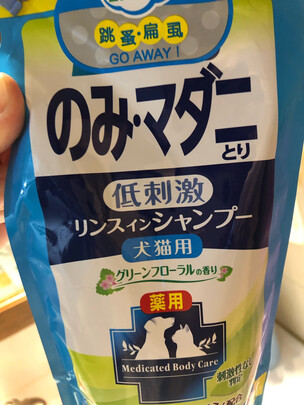 跳蚤·扁虱
GO AWAY!
のみ・マダニ
とり
低刺激
リンスインシャンプー
犬猫用
グリーンフローラルの香り
薬用
Medicated Body Care